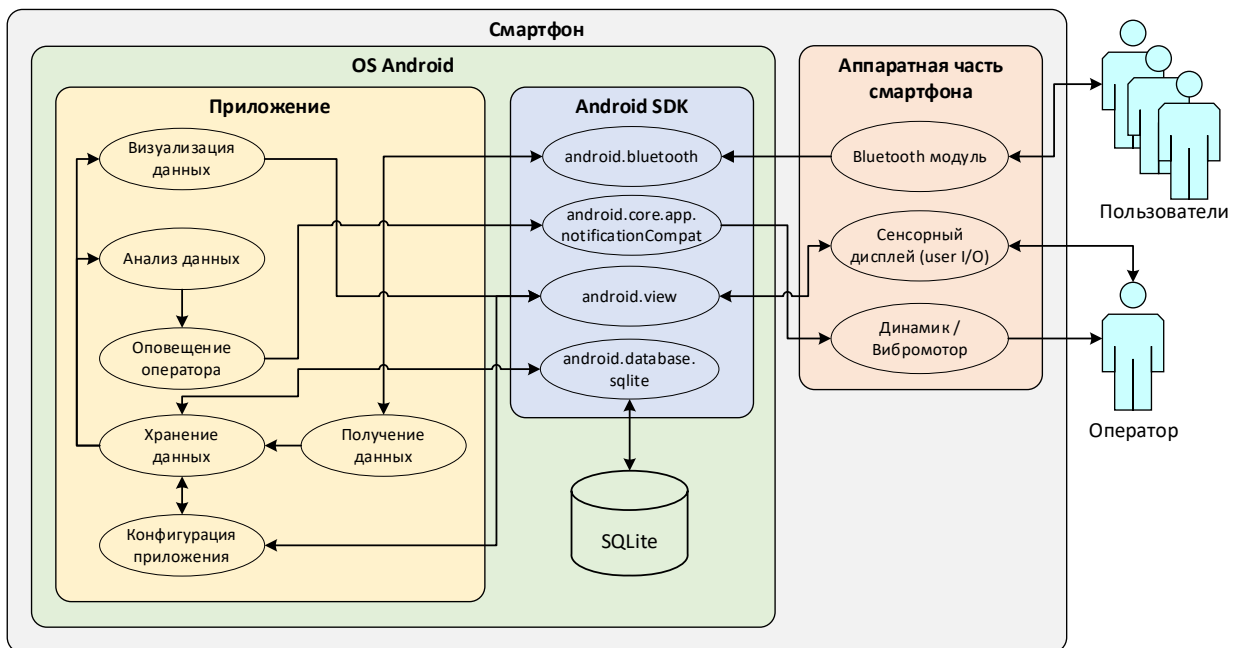 Смартфон
OS Android
Приложение
Визуализация
данных
Анализ данных
Оповещение
оператора
Хранение
данных
Получение
данных
Конфигурация
приложения
Android SDK
android.bluetooth
android.core.app.
notificationCompat
android.view
android.database.
sqlite
SQLite
Аппаратная часть
смартфона
Bluetooth модуль
Сенсорный
дисплей (user I/O)
Динамик /
Вибромотор
Пользователи
Оператор